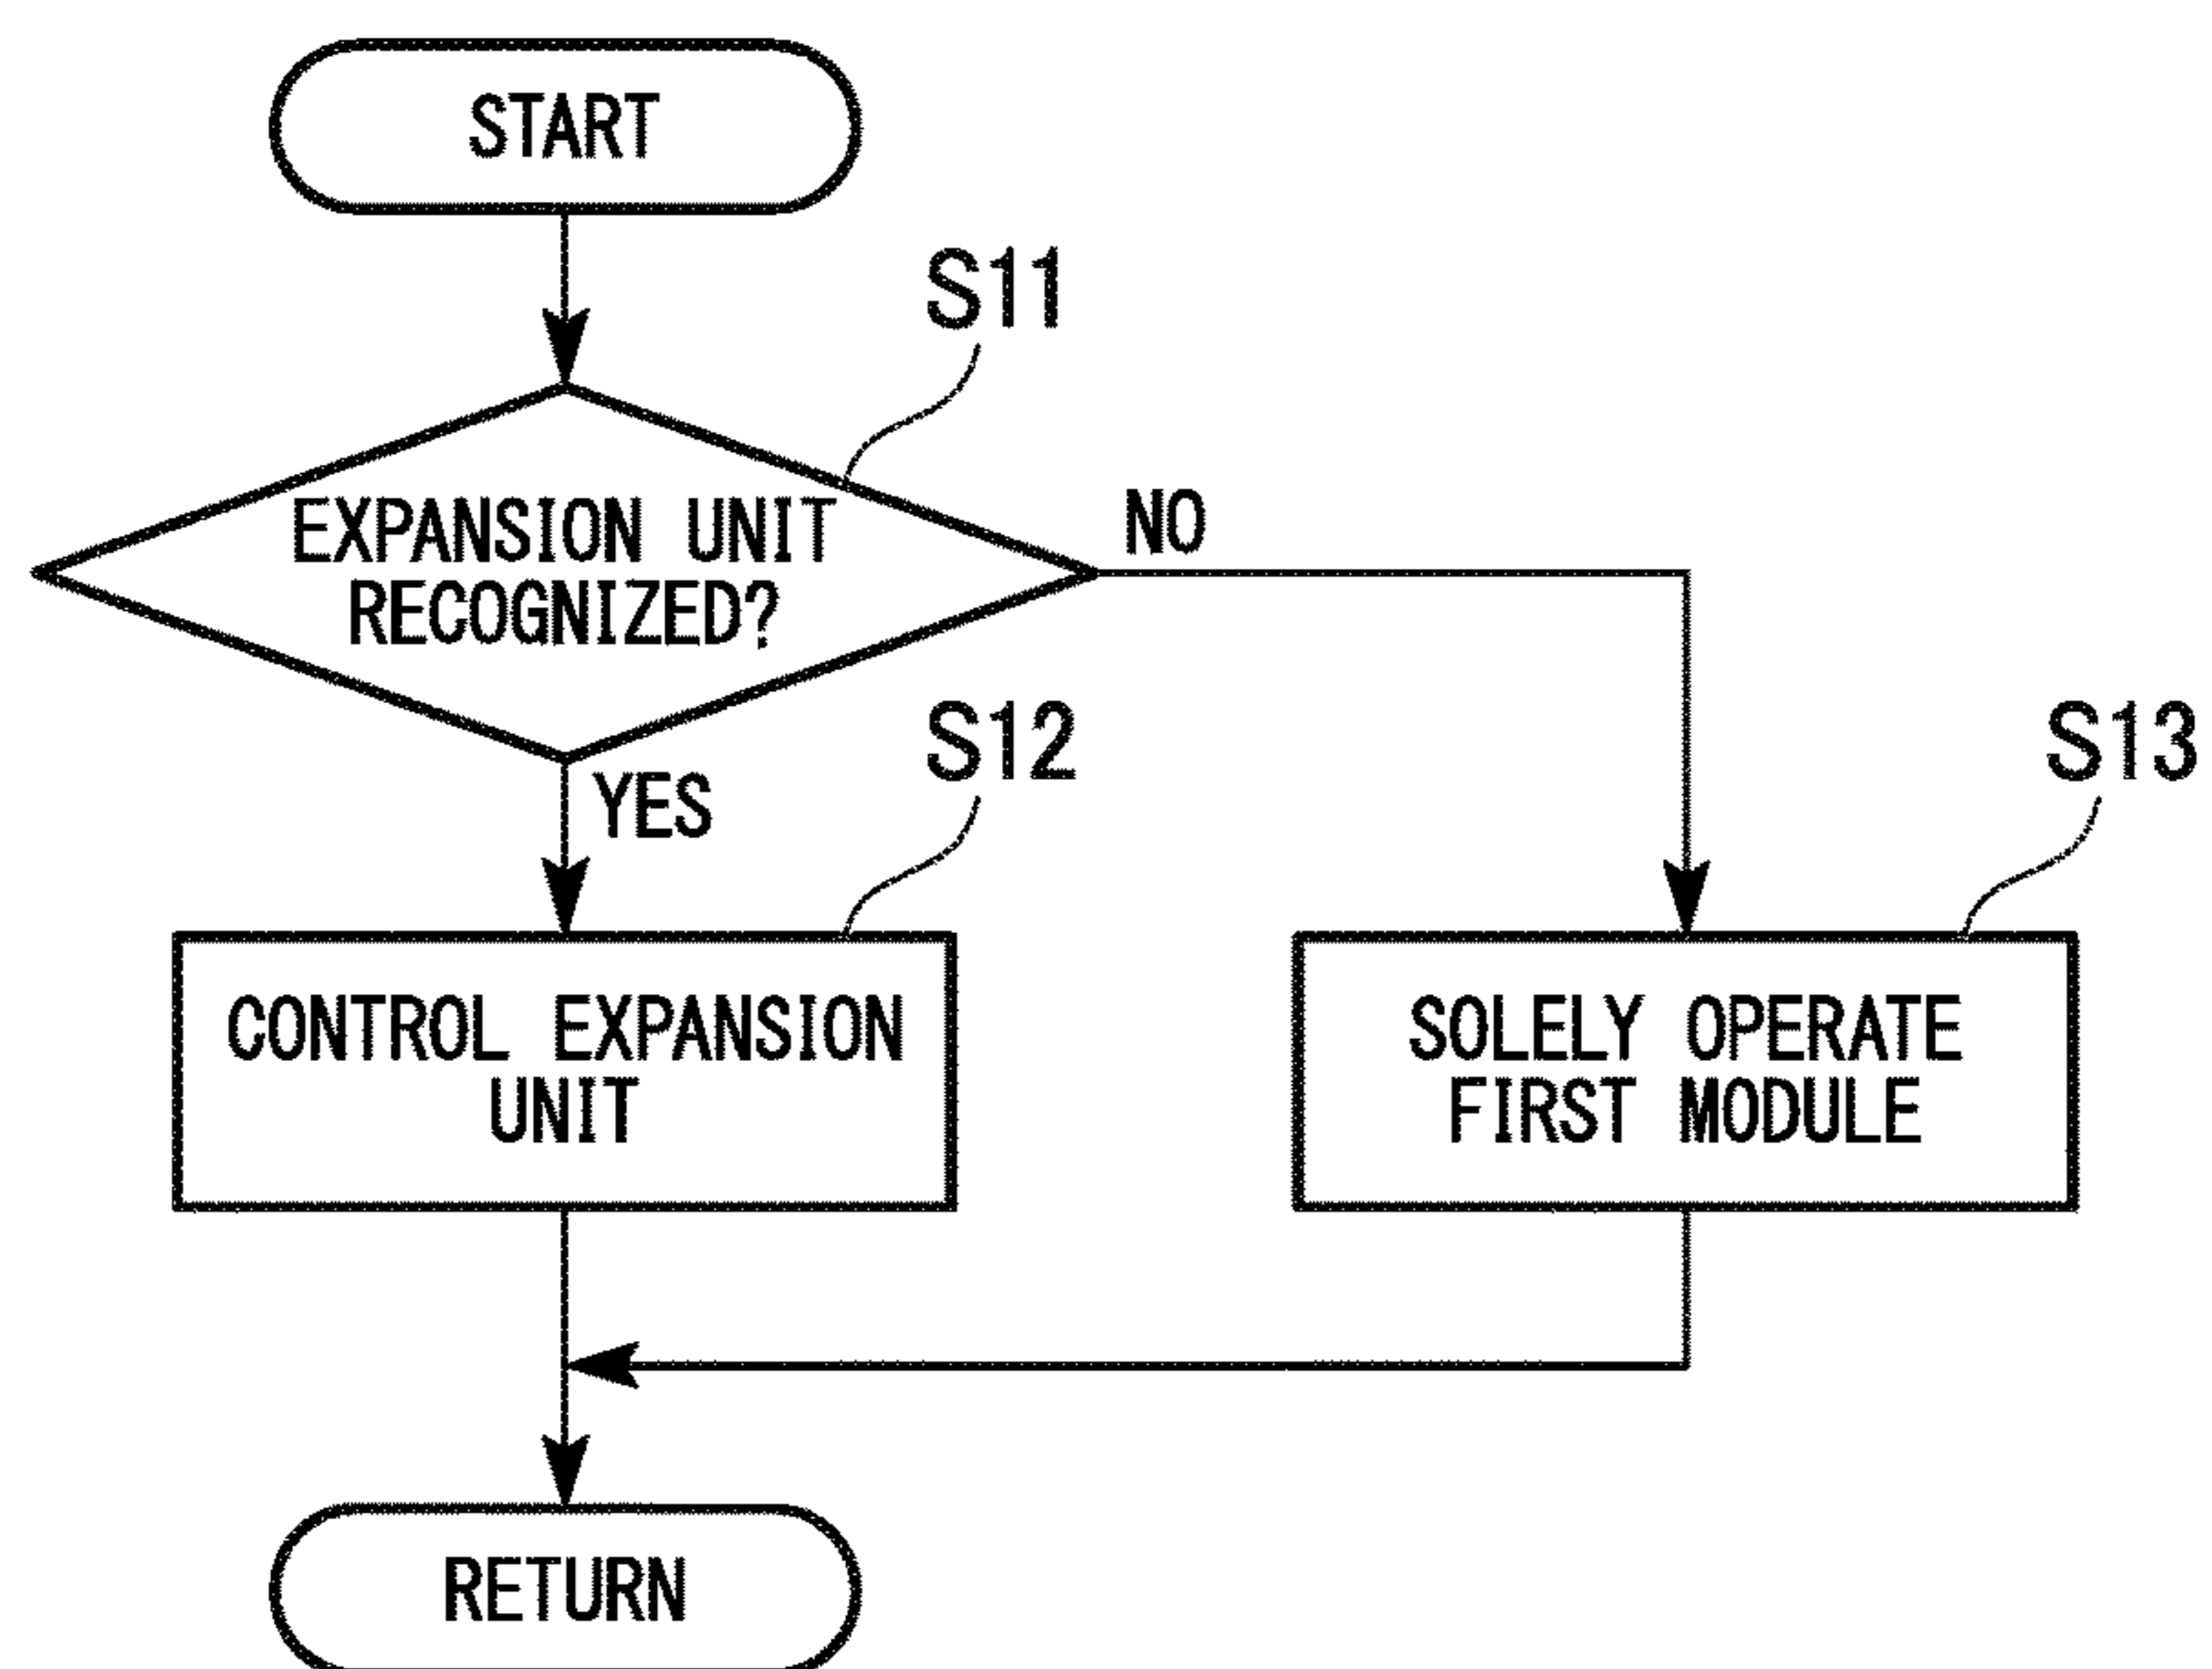 START
S11
EXPANSION UNIT
RECOGNIZED?
NO
YES
S12
S13
CONTROL EXPANSION
UNIT
SOLELY OPERATE
FIRST MODULE
RETURN